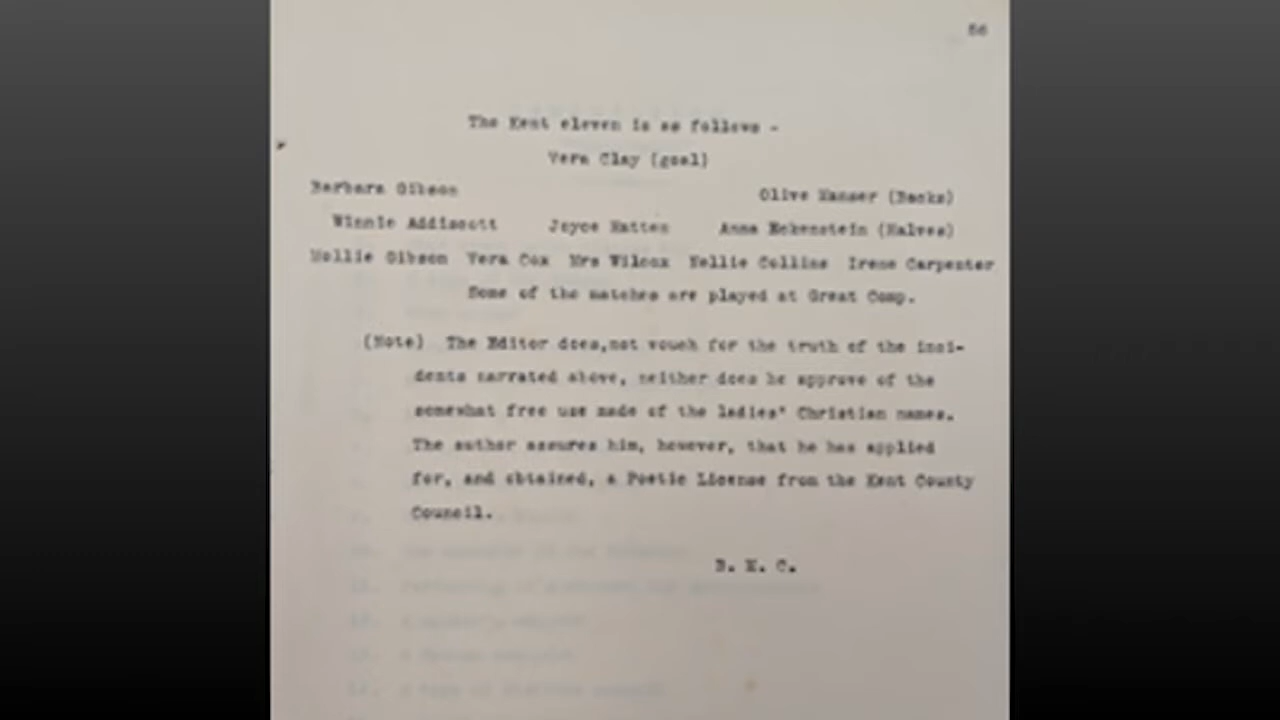 56
The Kent eleven is as follows -
Vera Clay (goal)
Barbara Gibson Olive Manser (Backs)
Winnie Addiscott Joyce Hatten Anna Eckenstein (Halves)
Mollie Gibson Vera Cox Mrs Wilcox Nellie Collins Irene Carpenter
Some of the matches are played at Great Comp.
(Note) The Editor does,not vouch for the truth of the inci-
dents narrated above, neither does he approve of the
somewhat free use made of the ladies' Christian names.
The author assures him, however, that he has applied
for, and obtained, a Poetic License from the Kent County
Council.